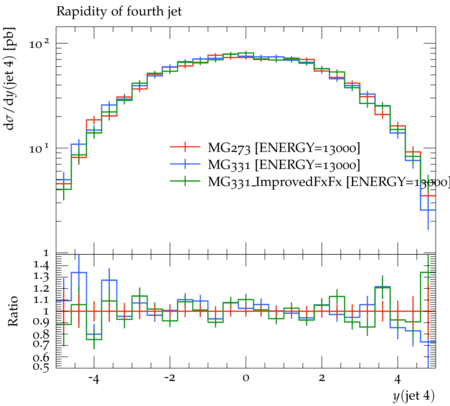 Rapidity of fourth jet
dσ/dy(jet 4) [pb]
10²
10¹
MG273 [ENERGY=13000]
MG331 [ENERGY=13000]
MG331_ImprovedFxFx [ENERGY=13000]
Ratio
1
1.4
1.3
1.2
1.1
1
0.9
0.8
0.7
0.6
0.5
-4 -2 0 2 4
y(jet 4)